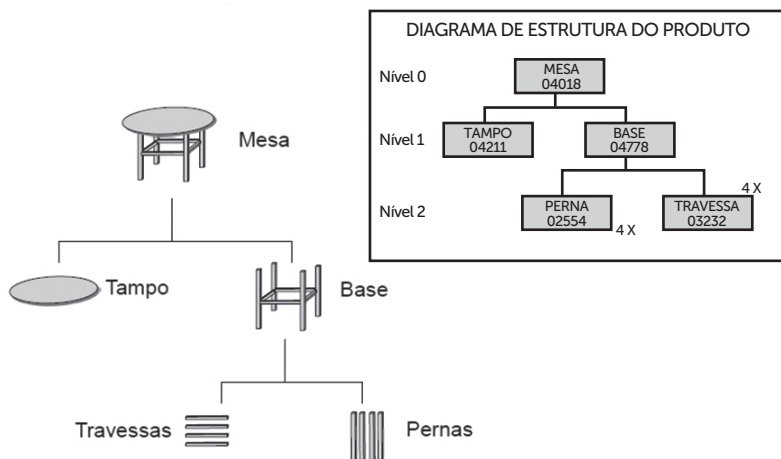 DIAGRAMA DE ESTRUTURA DO PRODUTO
Nível 0
MESA
04018
Nível 1
TAMPO
04211
BASE
04778
Nível 2
PERNA
02554
4 X
TRAVESSA
03232
4 X
Mesa
Tampo
Base
Travessas
Pernas